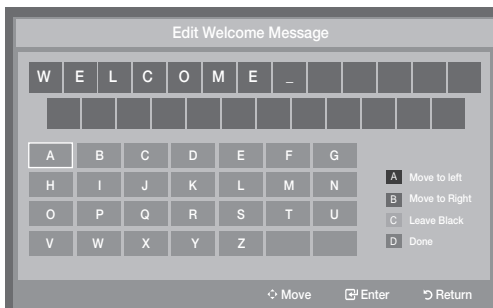 Edit Welcome Message
W E L C O M E _
A B C D E F G
H I J K L M N
O P Q R S T U
V W X Y Z
A Move to left
B Move to Right
C Leave Black
D Done
Move Enter Return